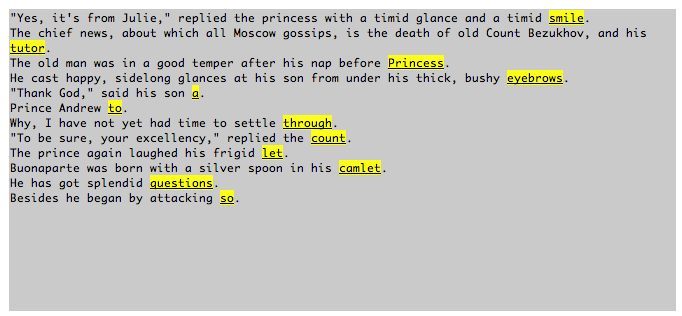 "Yes, it's from Julie," replied the princess with a timid glance and a timid smile.
The chief news, about which all Moscow gossips, is the death of old Count Bezukhov, and his
tutor.
The old man was in a good temper after his nap before Princess.
He cast happy, sidelong glances at his son from under his thick, bushy eyebrows.
"Thank God," said his son a.
Prince Andrew to.
Why, I have not yet had time to settle through.
"To be sure, your excellency," replied the count.
The prince again laughed his frigid let.
Buonaparte was born with a silver spoon in his camlet.
He has got splendid questions.
Besides he began by attacking so.